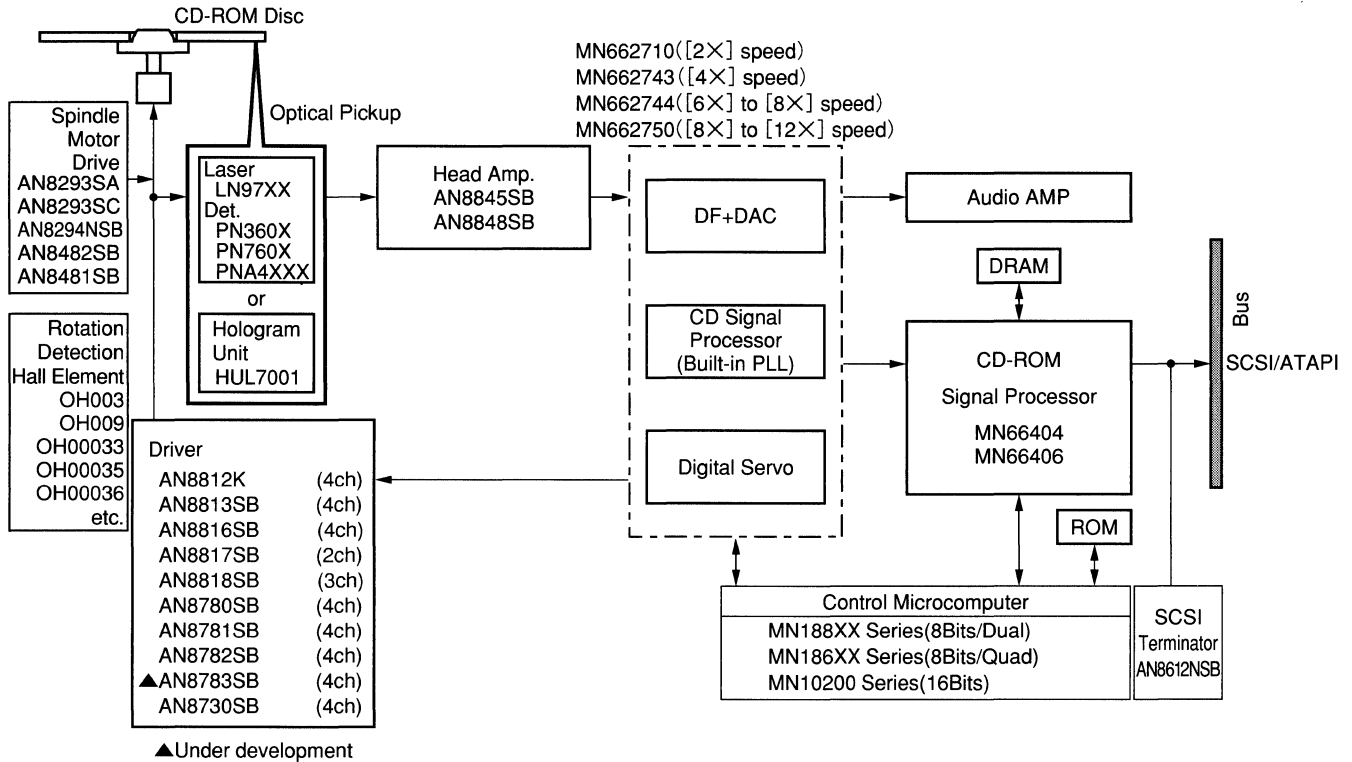 CD-ROM Disc
Optical Pickup
Spindle
Motor
Drive
AN8293SA
AN8293SC
AN8294NSB
AN8482SB
AN8481SB
Rotation
Detection
Hall Element
OH003
OH009
OH00033
OH00035
OH00036
etc.
Laser
LN97XX
Det.
PN360X
PN760X
PNA4XXX
or
Hologram
Unit
HUL7001
Head Amp.
AN8845SB
AN8848SB
MN662710([2×] speed)
MN662743([4×] speed)
MN662744([6×] to [8×] speed)
MN662750([8×] to [12×] speed)
DF+DAC
CD Signal
Processor
(Built-in PLL)
Digital Servo
Audio AMP
DRAM
CD-ROM
Signal Processor
MN66404
MN66406
Bus
SCSI/ATAPI
ROM
Driver
AN8812K (4ch)
AN8813SB (4ch)
AN8816SB (4ch)
AN8817SB (2ch)
AN8818SB (3ch)
AN8780SB (4ch)
AN8781SB (4ch)
AN8782SB (4ch)
▲AN8783SB (4ch)
AN8730SB (4ch)
▲Under development
Control Microcomputer
MN188XX Series(8Bits/Dual)
MN186XX Series(8Bits/Quad)
MN10200 Series(16Bits)
SCSI
Terminator
AN8612NSB